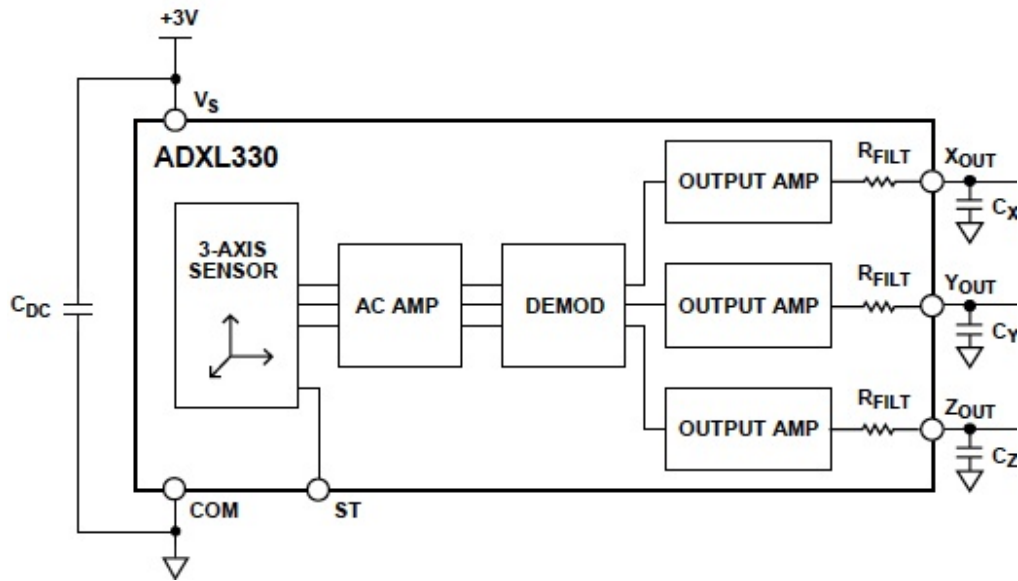 +3V
VS
ADXL330
3-AXIS
SENSOR
AC AMP
DEMOD
OUTPUT AMP
RFILT
XOUT
CX
OUTPUT AMP
RFILT
YOUT
CY
OUTPUT AMP
RFILT
ZOUT
CZ
CDC
COM
ST